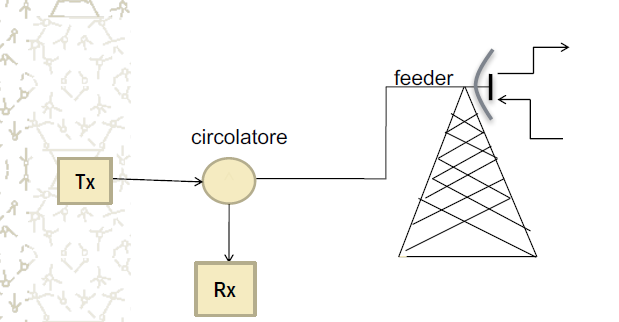 feeder
circolatore
Tx
Rx